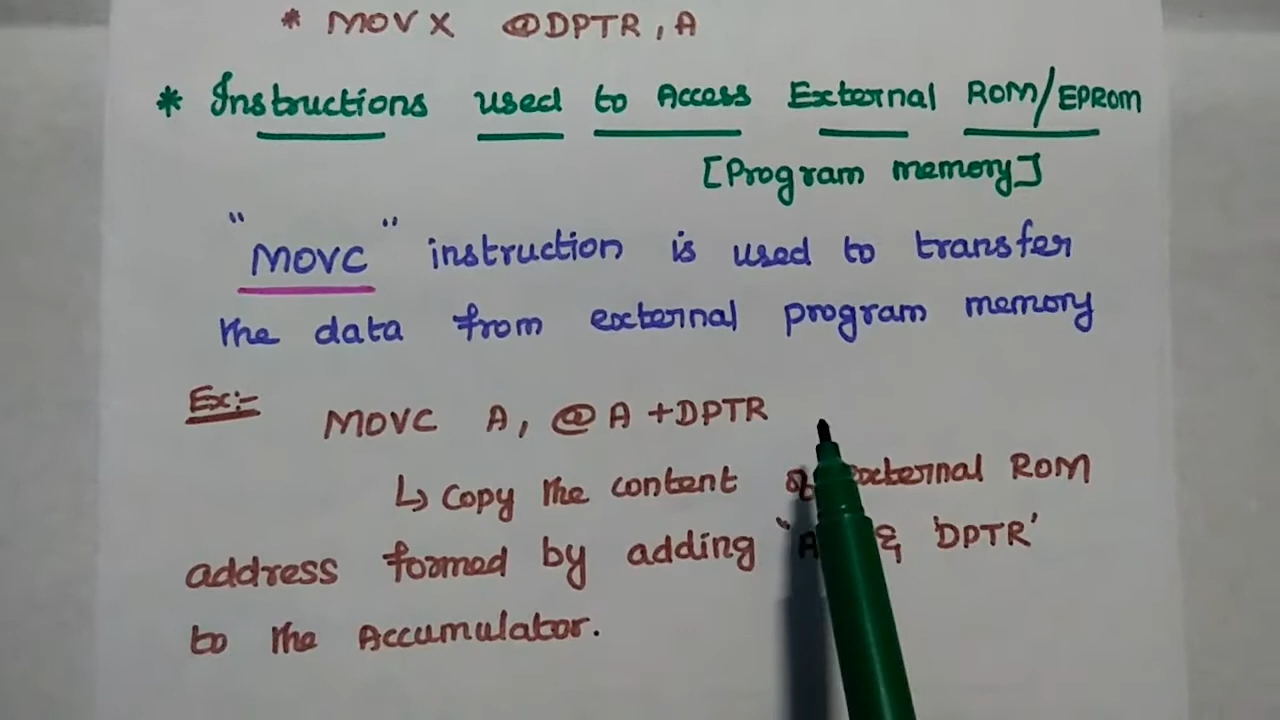 * MOVX @DPTR, A
* Instructions used to Access External ROM/EPROM
[Program memory]
"MOVC" instruction is used to transfer
the data from external program memory
Ex:- MOVC A, @A+DPTR
↳ Copy the content of external ROM
address formed by adding "A & 'DPTR'
to the Accumulator.